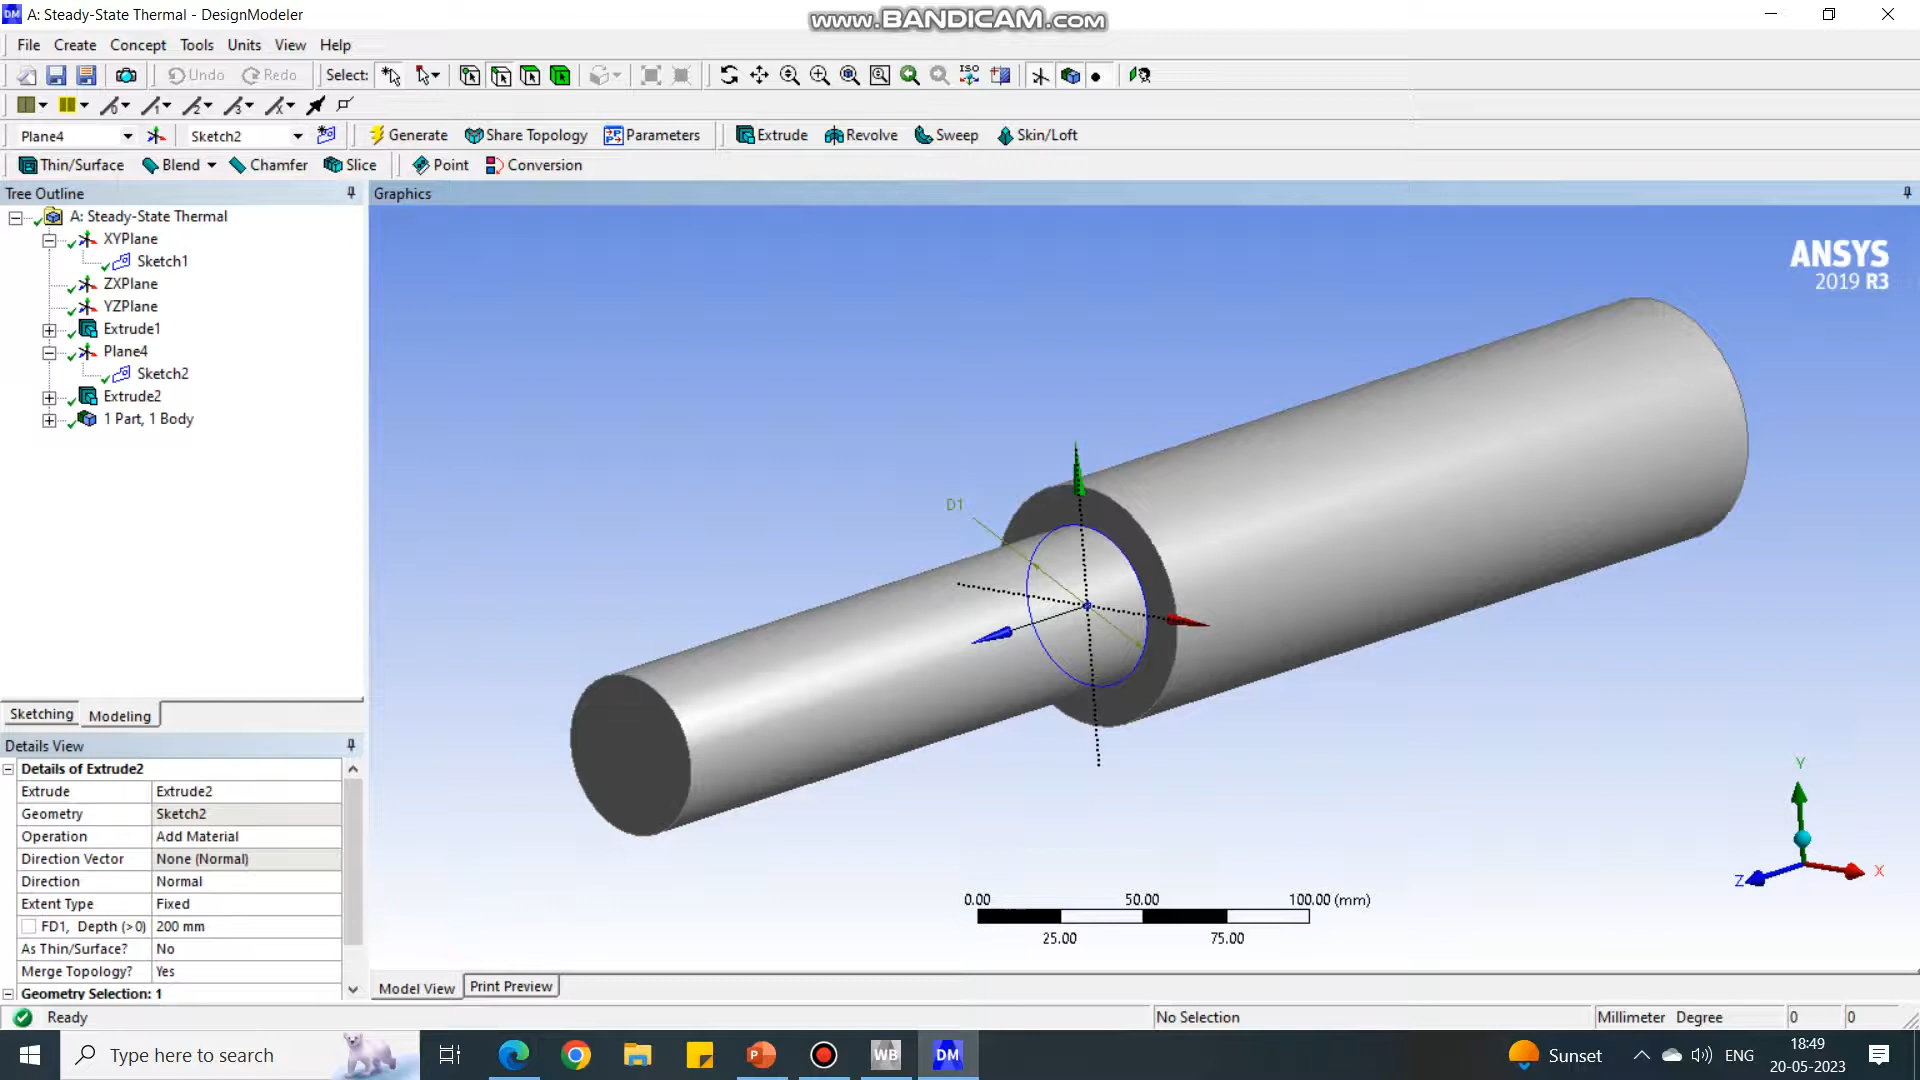 A: Steady-State Thermal - DesignModeler
www.BANDICAM.com
File Create Concept Tools Units View Help
Undo Redo Select: ISO
Plane4 Sketch2 Generate Share Topology Parameters Extrude Revolve Sweep Skin/Loft
Thin/Surface Blend Chamfer Slice Point Conversion
Tree Outline
Graphics
A: Steady-State Thermal
XYPlane
Sketch1
ZXPlane
YZPlane
Extrude1
Plane4
Sketch2
Extrude2
1 Part, 1 Body
ANSYS
2019 R3
D1
Sketching Modeling
Details View
Details of Extrude2
Extrude Extrude2
Geometry Sketch2
Operation Add Material
Direction Vector None (Normal)
Direction Normal
Extent Type Fixed
FD1, Depth (>0) 200 mm
As Thin/Surface? No
Merge Topology? Yes
Geometry Selection: 1
Y
X
Z
0.00 50.00 100.00 (mm)
25.00 75.00
Model View Print Preview
Ready
No Selection
Millimeter Degree 0 0
Type here to search
WB
DM
Sunset
ENG
18:49
20-05-2023